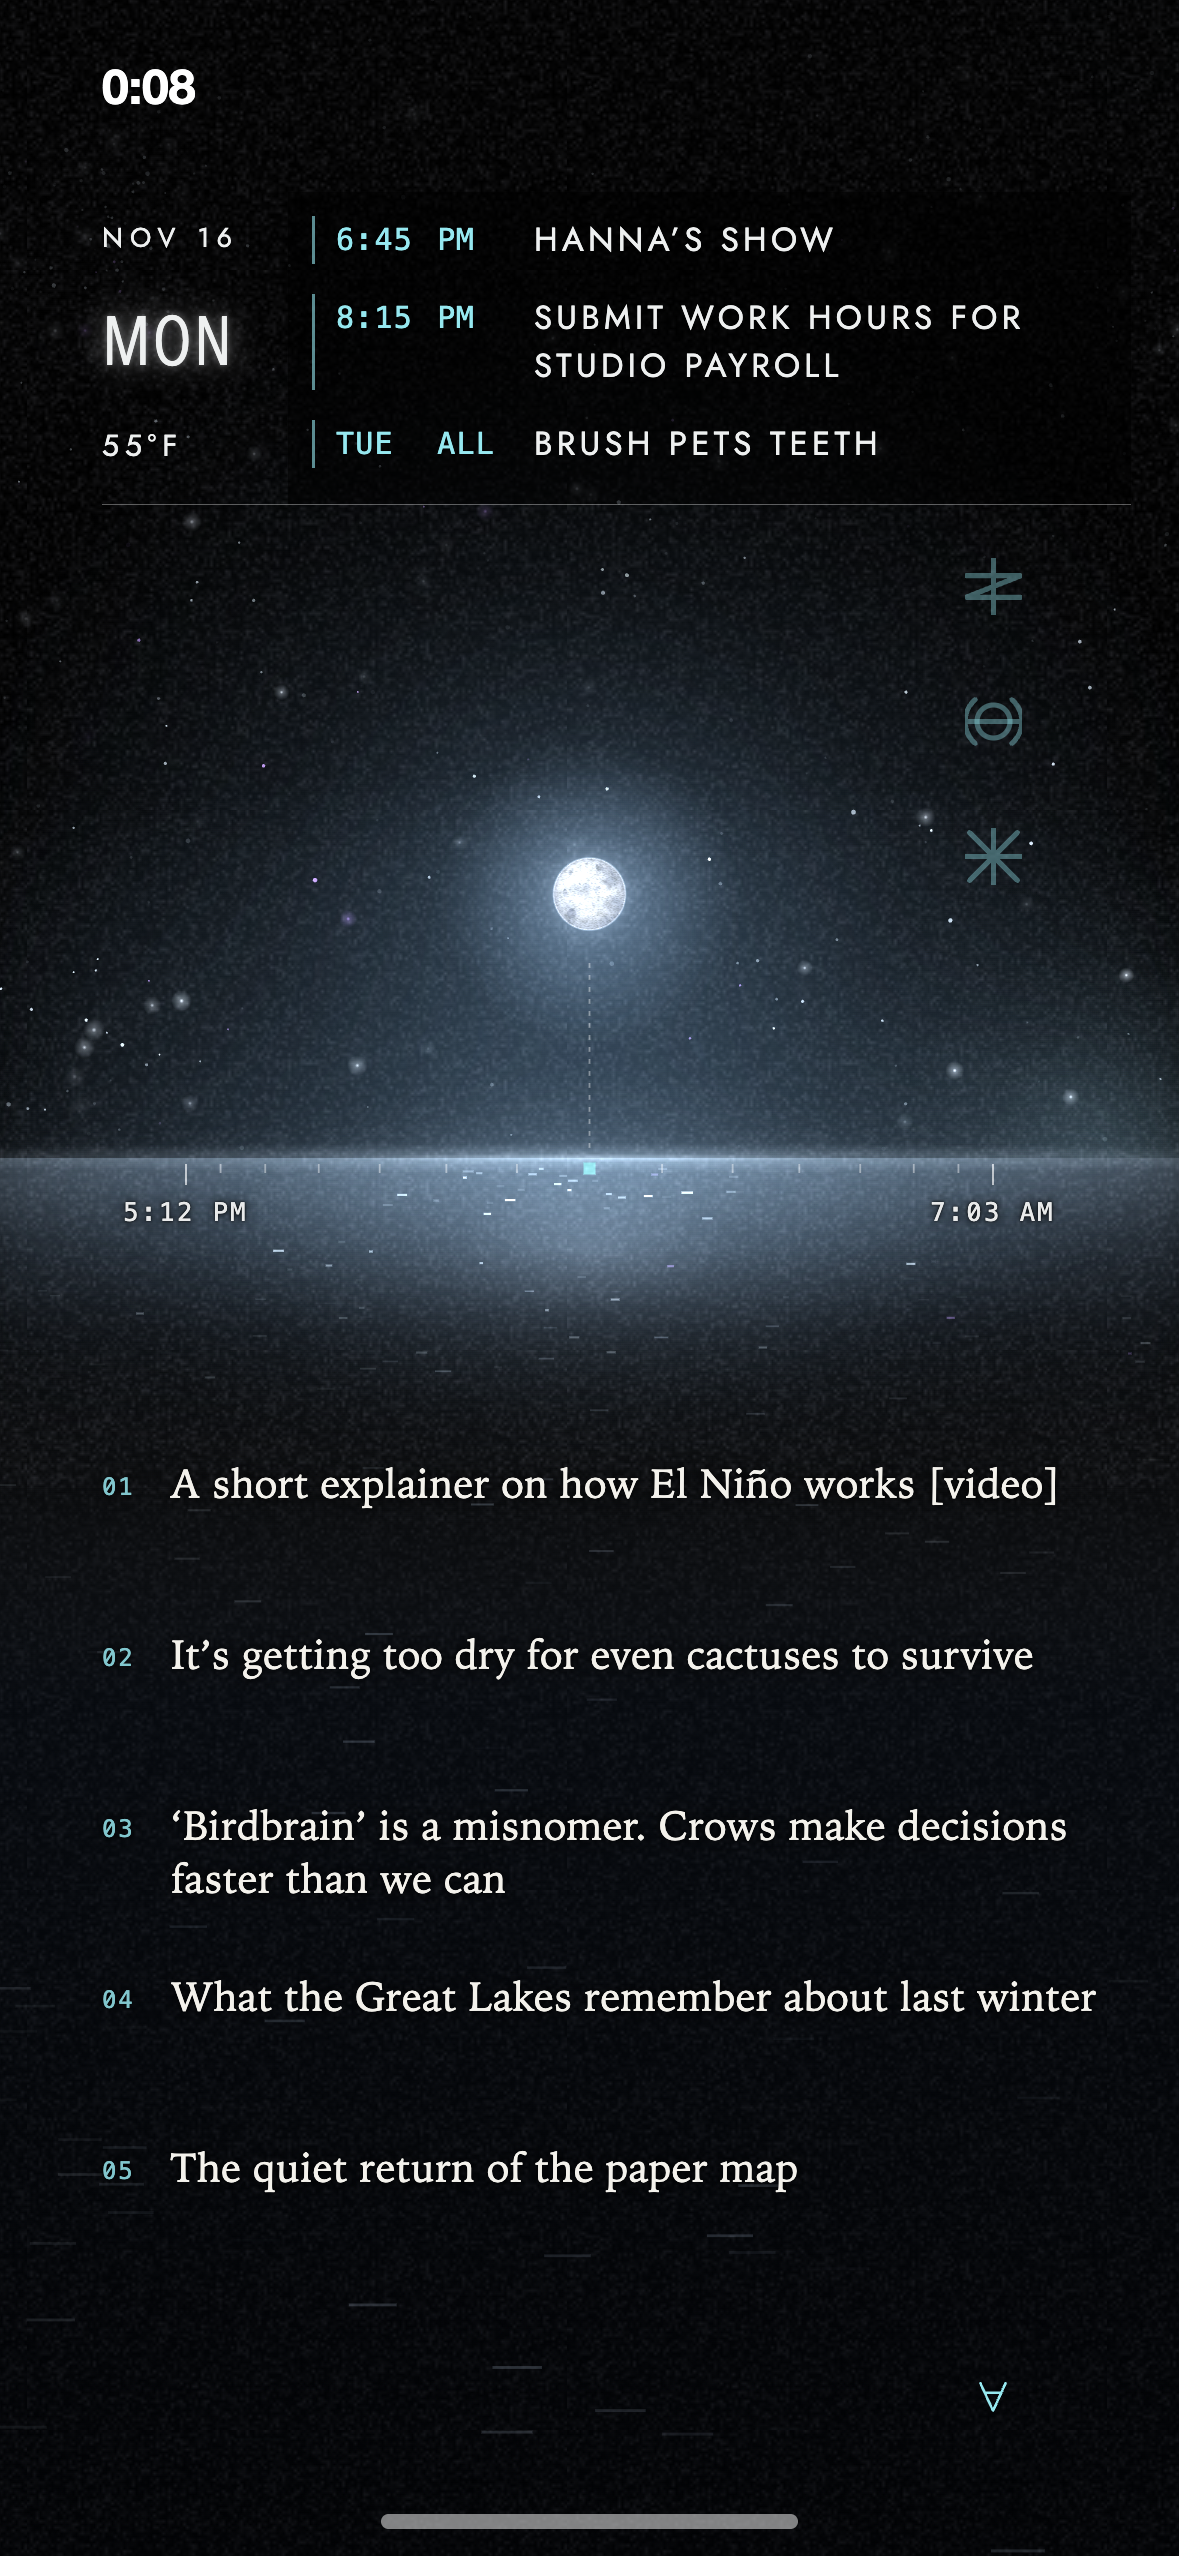 0:08
NOV 16
MON
55°F
6:45 PM HANNA’S SHOW
8:15 PM SUBMIT WORK HOURS FOR
STUDIO PAYROLL
TUE ALL BRUSH PETS TEETH
5:12 PM
7:03 AM
01 A short explainer on how El Niño works [video]
02 It’s getting too dry for even cactuses to survive
03 ‘Birdbrain’ is a misnomer. Crows make decisions
faster than we can
04 What the Great Lakes remember about last winter
05 The quiet return of the paper map